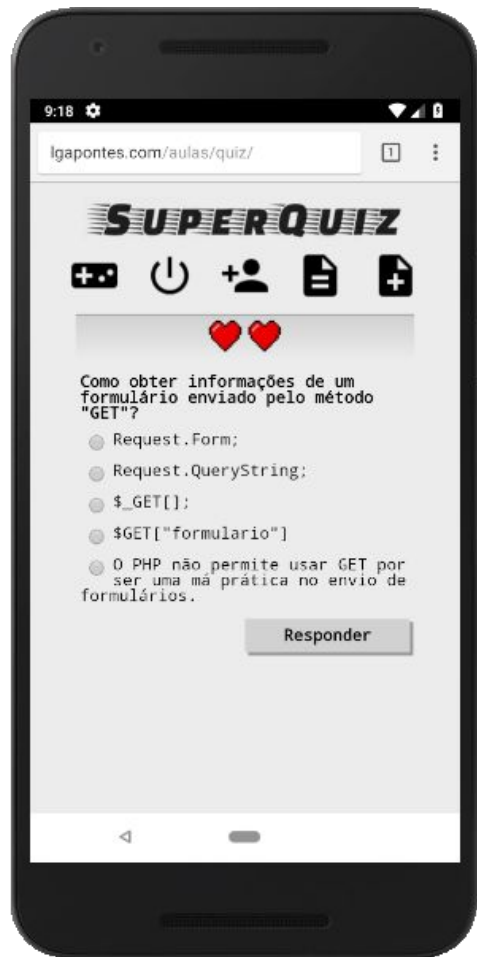 9:18
lgapontes.com/aulas/quiz/
1
SUPERQUIZ
Como obter informações de um
formulário enviado pelo método
"GET"?
Request.Form;
Request.QueryString;
$_GET[];
$GET["formulario"]
O PHP não permite usar GET por
ser uma má prática no envio de
formulários.
Responder